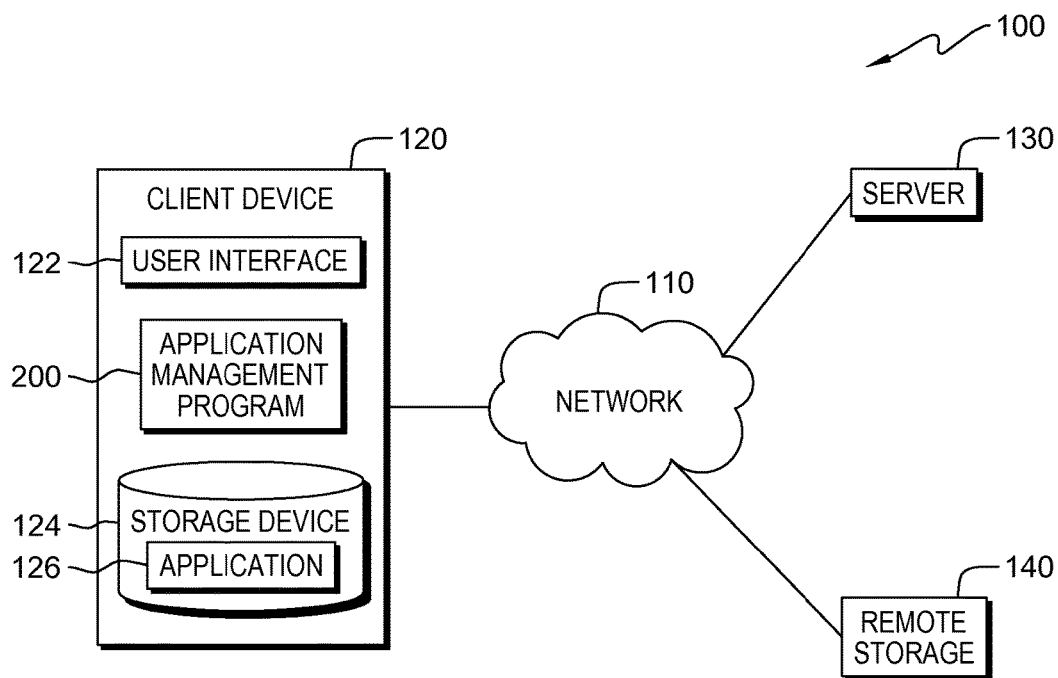 100
120
CLIENT DEVICE
122
USER INTERFACE
200
APPLICATION
MANAGEMENT
PROGRAM
124
STORAGE DEVICE
126
APPLICATION
110
NETWORK
130
SERVER
140
REMOTE
STORAGE